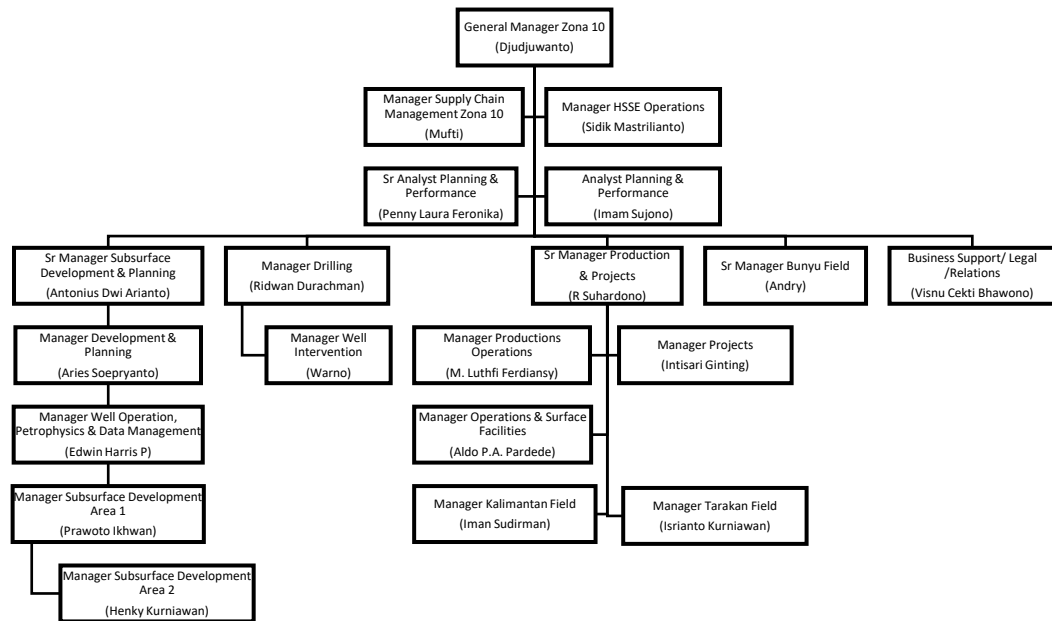 General Manager Zona 10
(Djudjuwanto)
Manager Supply Chain
Management Zona 10
(Mufti)
Manager HSSE Operations
(Sidik Mastrilianto)
Sr Analyst Planning &
Performance
(Penny Laura Feronika)
Analyst Planning &
Performance
(Imam Sujono)
Sr Manager Subsurface
Development & Planning
(Antonius Dwi Arianto)
Manager Drilling
(Ridwan Durachman)
Sr Manager Production
& Projects
(R Suhardono)
Sr Manager Bunyu Field
(Andry)
Business Support/ Legal
/Relations
(Visnu Cekti Bhawono)
Manager Development &
Planning
(Aries Soepryanto)
Manager Well
Intervention
(Warno)
Manager Productions
Operations
(M. Luthfi Ferdiansy)
Manager Projects
(Intisari Ginting)
Manager Well Operation,
Petrophysics & Data Management
(Edwin Harris P)
Manager Operations & Surface
Facilities
(Aldo P.A. Pardede)
Manager Subsurface Development
Area 1
(Prawoto Ikhwan)
Manager Kalimantan Field
(Iman Sudirman)
Manager Tarakan Field
(Isrianto Kurniawan)
Manager Subsurface Development
Area 2
(Henky Kurniawan)